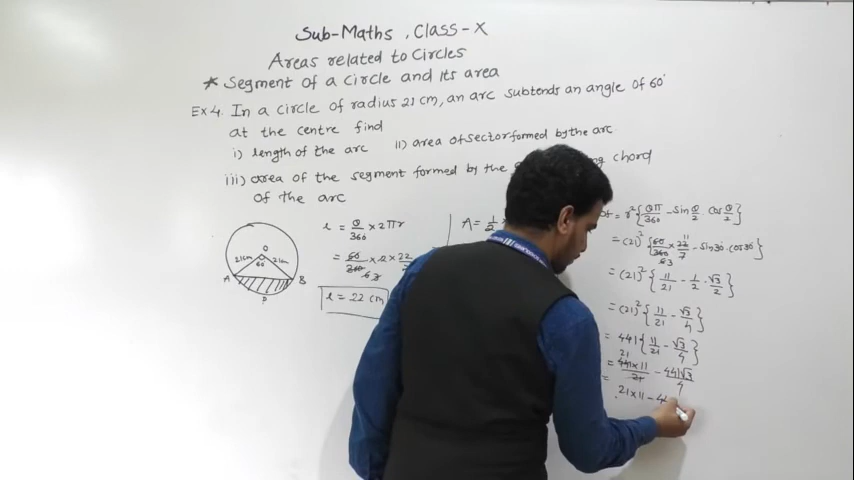 Sub-Maths, Class-X
Areas related to Circles
* Segment of a circle and its area
Ex 4. In a circle of radius 21 cm, an arc subtends an angle of 60°
at the centre find
i) length of the arc ii) area of sector formed by the arc
iii) area of the segment formed by the chord
of the arc
O
21cm 60° 21cm
A B
P
l = θ/360 × 2πr
= 60/360 × 2 × 22/
l = 22 cm
A = 1/2
= r² {θπ/360 - sin θ/2 . cos θ/2}
= (21)² {60/360 × 22/7 - sin30 . cos30}
= (21)² {11/21 - 1/2 . √3/2}
= (21)² {11/21 - √3/4}
= 441 {11/21 - √3/4}
= 441×11/21 - 441√3/4
= 21×11 -